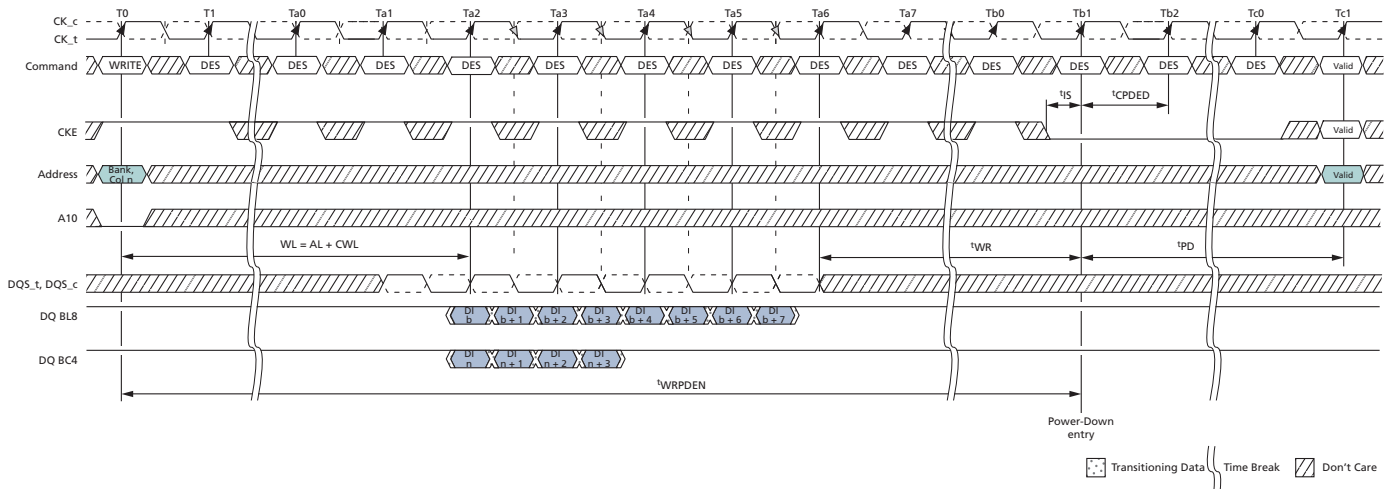 T0 T1 Ta0 Ta1 Ta2 Ta3 Ta4 Ta5 Ta6 Ta7 Tb0 Tb1 Tb2 Tc0 Tc1
CK_c
CK_t
Command WRITE DES DES DES DES DES DES DES DES DES DES DES DES DES Valid
tIS tCPDED
CKE Valid
Address Bank, Col n Valid
A10
WL = AL + CWL tWR tPD
DQS_t, DQS_c
DQ BL8 DI b DI b + 1 DI b + 2 DI b + 3 DI b + 4 DI b + 5 DI b + 6 DI b + 7
DQ BC4 DI n DI n + 1 DI n + 2 DI n + 3
tWRPDEN
Power-Down
entry
Transitioning Data Time Break Don't Care